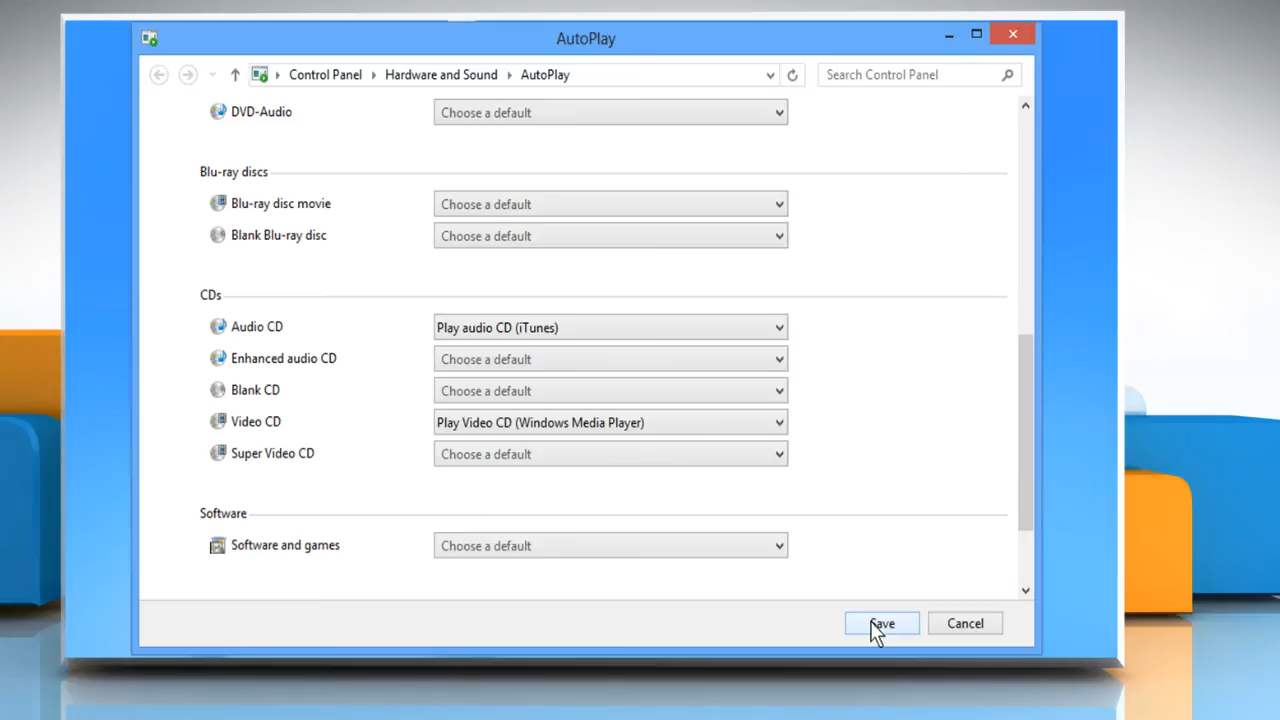 AutoPlay
Control Panel Hardware and Sound AutoPlay Search Control Panel
DVD-Audio Choose a default
Blu-ray discs
Blu-ray disc movie Choose a default
Blank Blu-ray disc Choose a default
CDs
Audio CD Play audio CD (iTunes)
Enhanced audio CD Choose a default
Blank CD Choose a default
Video CD Play Video CD (Windows Media Player)
Super Video CD Choose a default
Software
Software and games Choose a default
Save Cancel